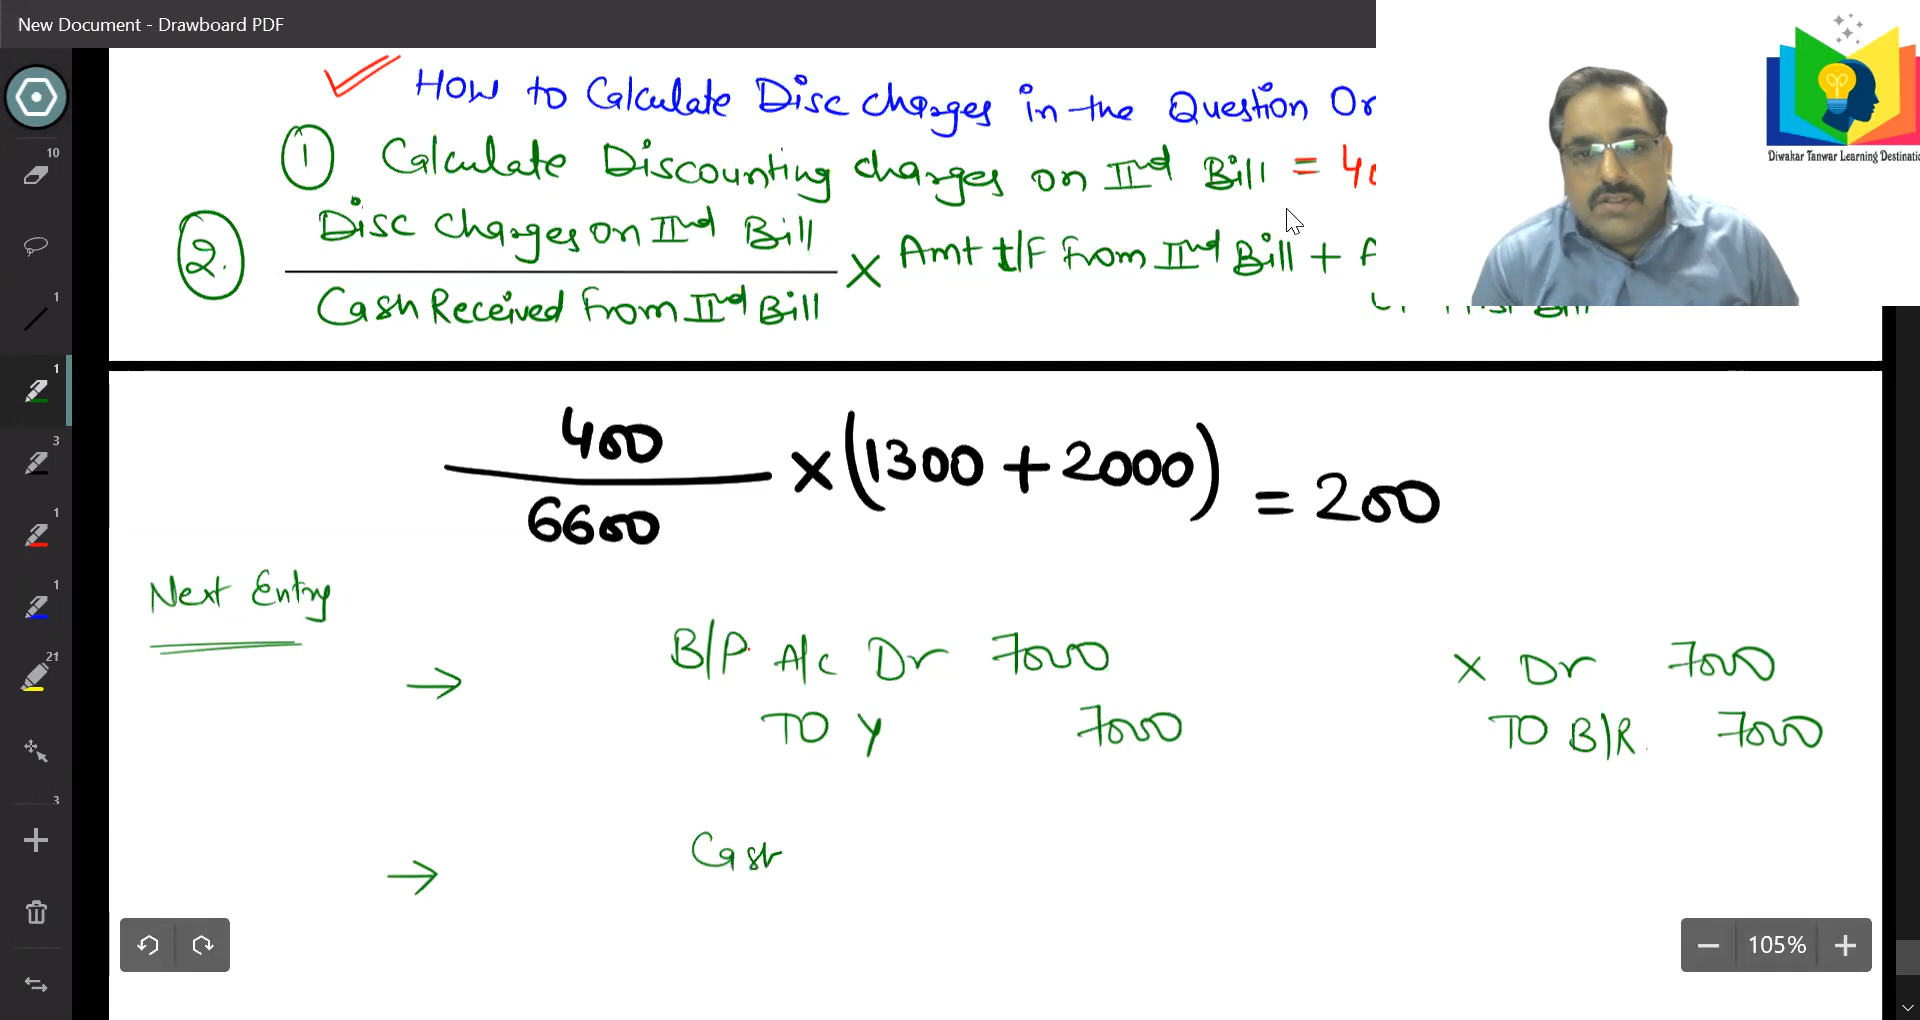 New Document - Drawboard PDF
How to Calculate Disc charges in the Question Or
1 Calculate Discounting charges on IInd Bill = 40
2. Disc charges on IInd Bill
Cash Received from IInd Bill
× Amt t/F from IInd Bill +
Diwakar Tanwar Learning Destinatic
400
6600
× (1300 + 2000) = 200
Next Entry
→ B/P A/c Dr 7000
TO Y 7000
X Dr 7000
TO B/R. 7000
→ Cash
10
1
1
3
1
1
21
3
105%